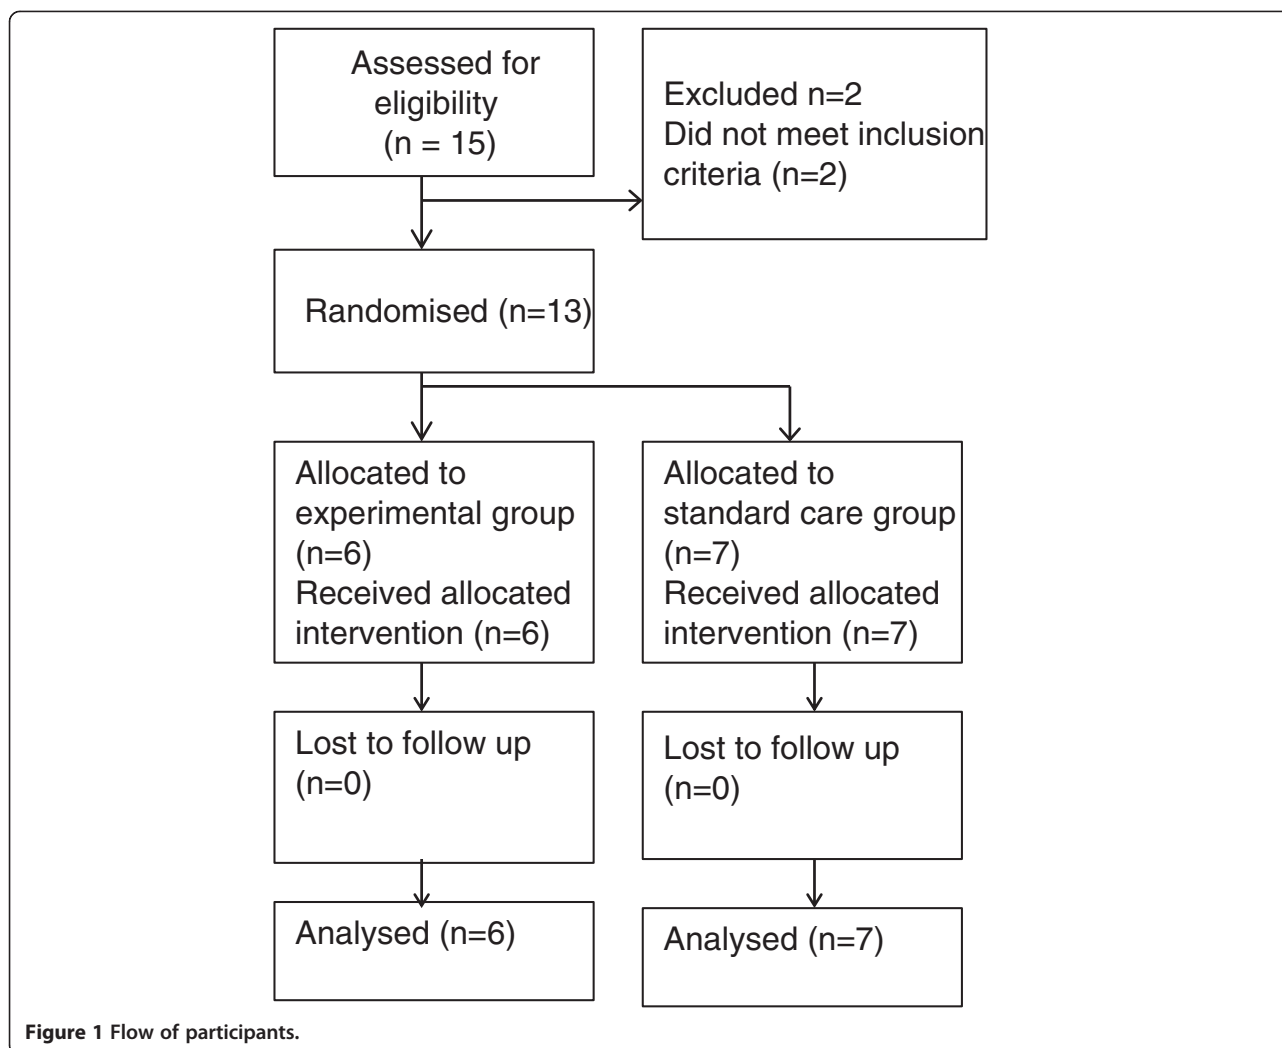 Assessed for
eligibility
(n = 15)
Excluded n=2
Did not meet inclusion
criteria (n=2)
Randomised (n=13)
Allocated to
experimental group
(n=6)
Received allocated
intervention (n=6)
Allocated to
standard care group
(n=7)
Received allocated
intervention (n=7)
Lost to follow up
(n=0)
Lost to follow up
(n=0)
Analysed (n=6)
Analysed (n=7)
Figure 1 Flow of participants.